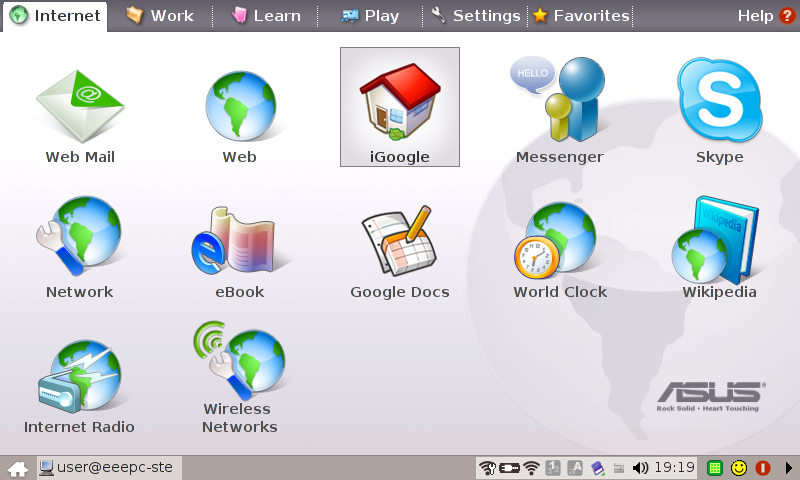 Internet
Work
Learn
Play
Settings
Favorites
Help ?
HELLO
@
S
Web Mail
Web
iGoogle
Messenger
Skype
e
Wikipedia
Network
eBook
Google Docs
World Clock
Wikipedia
Internet Radio
Wireless
Networks
ASUS
Rock Solid • Heart Touching
user@eeepc-ste
A
19:19